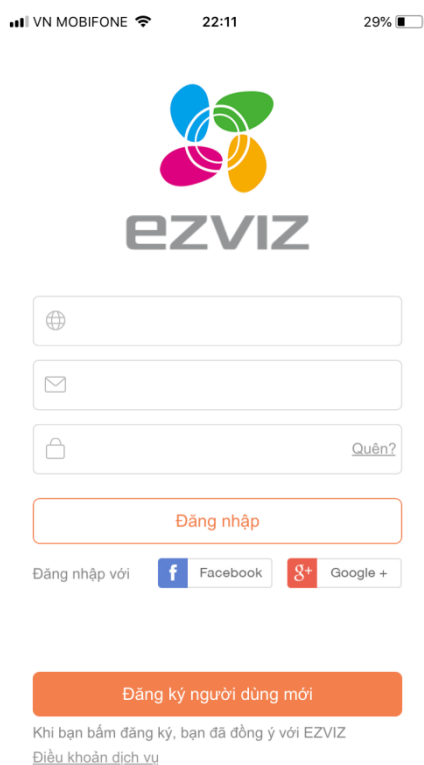 VN MOBIFONE 22:11 29%
ezviz
Quên?
Đăng nhập
Đăng nhập với f Facebook g+ Google +
Đăng ký người dùng mới
Khi bạn bấm đăng ký, bạn đã đồng ý với EZVIZ
Điều khoản dịch vụ